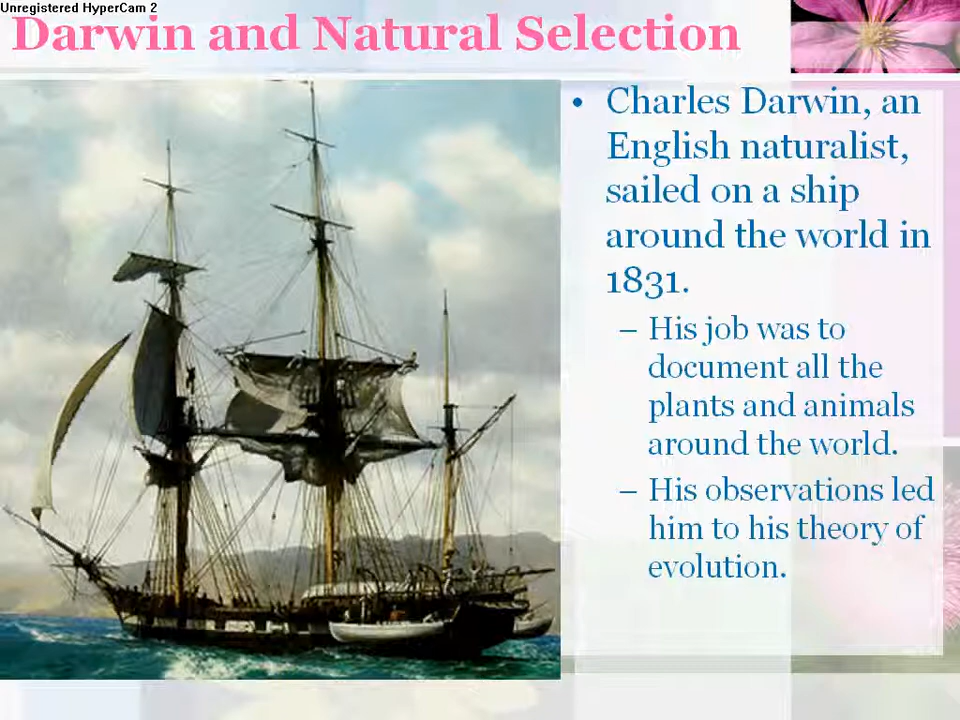 Unregistered HyperCam 2
Darwin and Natural Selection
• Charles Darwin, an
English naturalist,
sailed on a ship
around the world in
1831.
– His job was to
document all the
plants and animals
around the world.
– His observations led
him to his theory of
evolution.